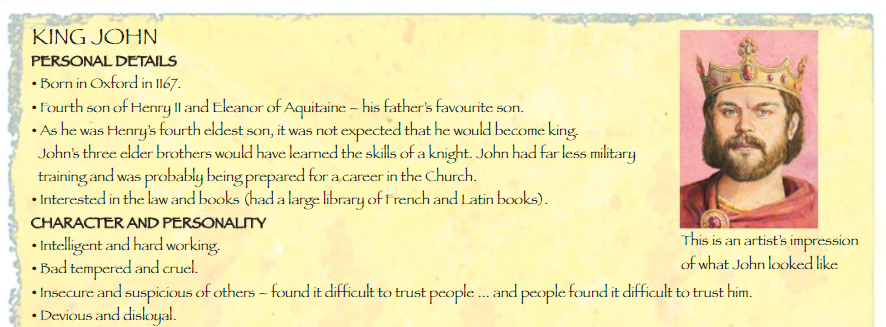 KING JOHN
PERSONAL DETAILS
• Born in Oxford in 1167.
• Fourth son of Henry II and Eleanor of Aquitaine – his father's favourite son.
• As he was Henry's fourth eldest son, it was not expected that he would become king.
John's three elder brothers would have learned the skills of a knight. John had far less military
training and was probably being prepared for a career in the Church.
• Interested in the law and books (had a large library of French and Latin books).
CHARACTER AND PERSONALITY
• Intelligent and hard working.
• Bad tempered and cruel.
• Insecure and suspicious of others – found it difficult to trust people ... and people found it difficult to trust him.
• Devious and disloyal.
This is an artist's impression
of what John looked like